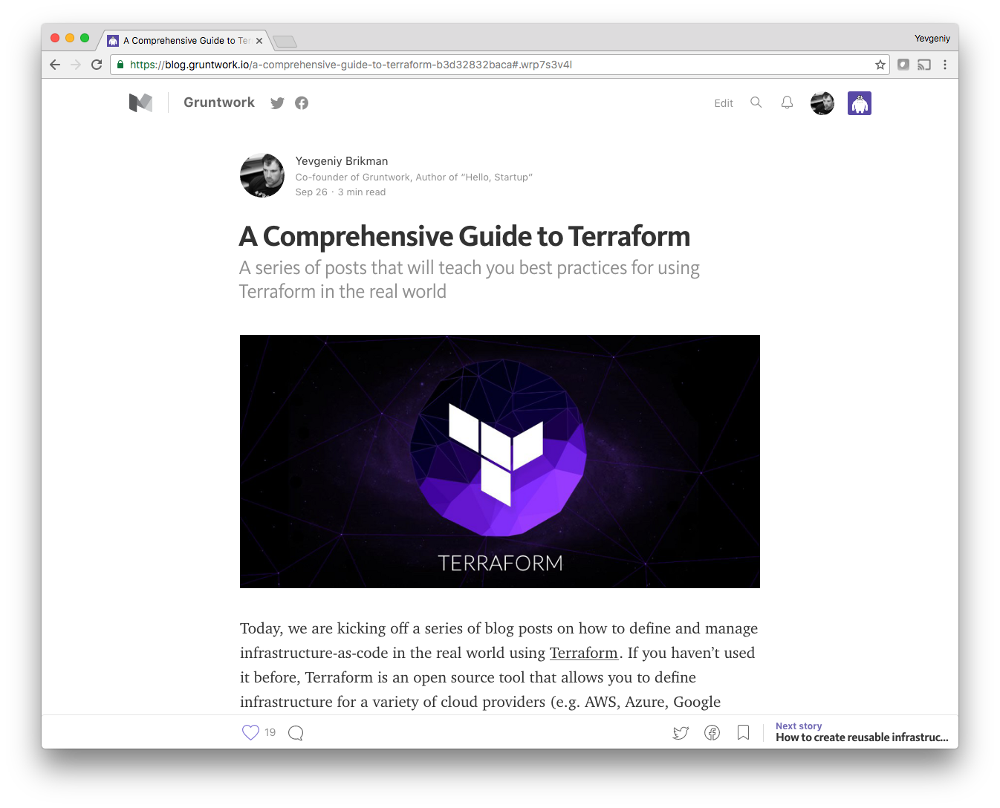 A Comprehensive Guide to Ter
Yevgeniy
https://blog.gruntwork.io/a-comprehensive-guide-to-terraform-b3d32832baca#.wrp7s3v4l
Gruntwork
Edit
Yevgeniy Brikman
Co-founder of Gruntwork, Author of “Hello, Startup”
Sep 26 · 3 min read
A Comprehensive Guide to Terraform
A series of posts that will teach you best practices for using
Terraform in the real world
TERRAFORM
Today, we are kicking off a series of blog posts on how to define and manage
infrastructure-as-code in the real world using Terraform. If you haven’t used
it before, Terraform is an open source tool that allows you to define
infrastructure for a variety of cloud providers (e.g. AWS, Azure, Google
19
Next story
How to create reusable infrastruc...